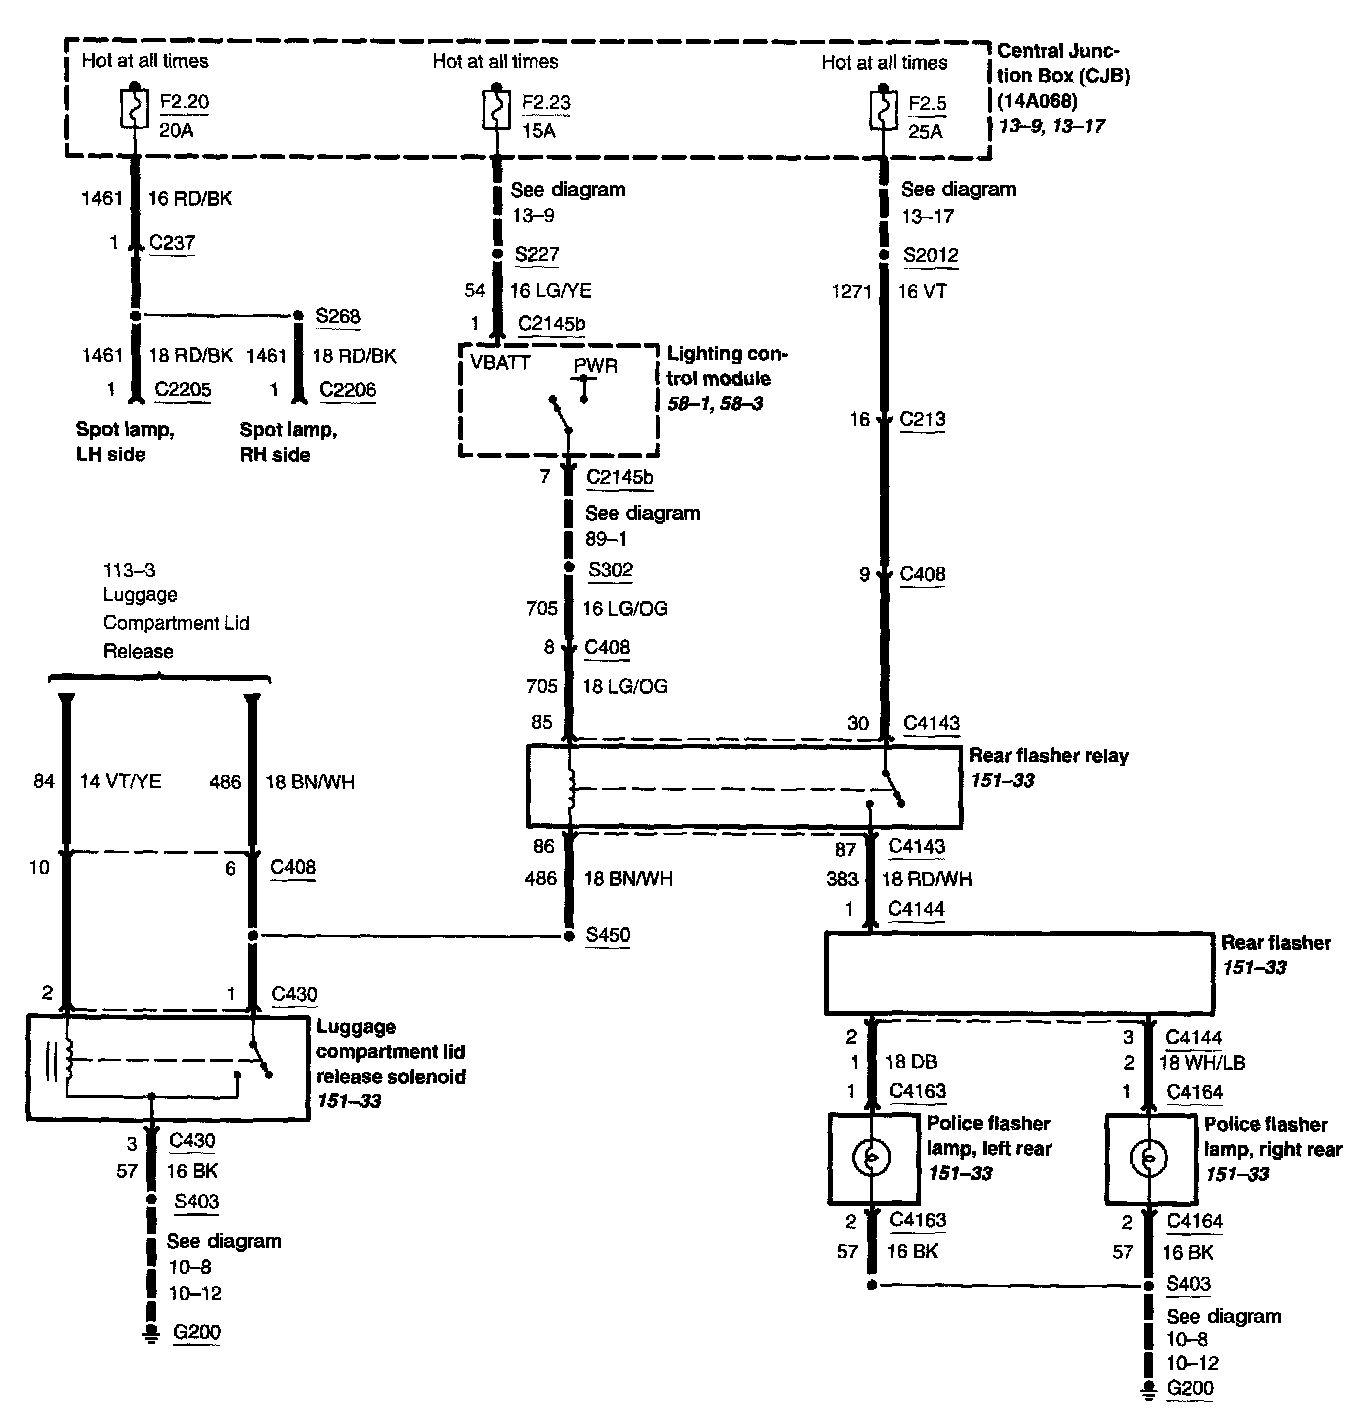 Hot at all times
Hot at all times
Hot at all times
Central Junc-
tion Box (CJB)
(14A068)
13–9, 13–17
F2.20
20A
F2.23
15A
F2.5
25A
1461
16 RD/BK
See diagram
13–9
See diagram
13–17
1
C237
S227
S2012
54
16 LG/YE
1271
16 VT
S268
1
C2145b
1461
18 RD/BK
1461
18 RD/BK
VBATT
PWR
Lighting con-
trol module
58–1, 58–3
1
C2205
1
C2206
Spot lamp,
LH side
Spot lamp,
RH side
16
C213
7
C2145b
See diagram
89–1
S302
9
C408
113–3
Luggage
Compartment Lid
Release
705
16 LG/OG
8
C408
705
18 LG/OG
85
30
C4143
Rear flasher relay
151–33
84
14 VT/YE
486
18 BN/WH
86
87
C4143
10
6
C408
486
18 BN/WH
383
18 RD/WH
1
C4144
S450
Rear flasher
151–33
2
1
C430
Luggage
compartment lid
release solenoid
151–33
2
3
C4144
1
18 DB
2
18 WH/LB
1
C4163
1
C4164
Police flasher
lamp, left rear
151–33
Police flasher
lamp, right rear
151–33
3
C430
57
16 BK
S403
See diagram
10–8
10–12
G200
2
C4163
2
C4164
57
16 BK
57
16 BK
S403
See diagram
10–8
10–12
G200